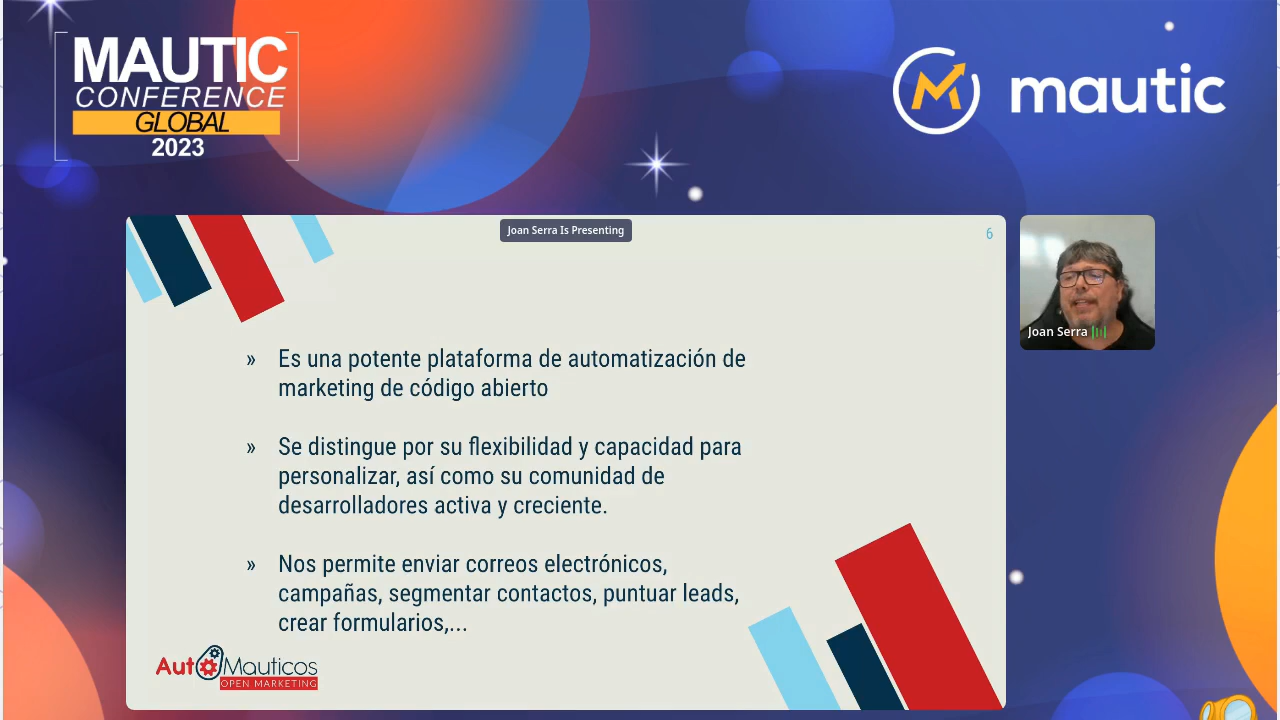 MAUTIC
CONFERENCE
GLOBAL
2023
mautic
Joan Serra Is Presenting
6
» Es una potente plataforma de automatización de
marketing de código abierto
» Se distingue por su flexibilidad y capacidad para
personalizar, así como su comunidad de
desarrolladores activa y creciente.
» Nos permite enviar correos electrónicos,
campañas, segmentar contactos, puntuar leads,
crear formularios,...
AutoMauticos
OPEN MARKETING
Joan Serra